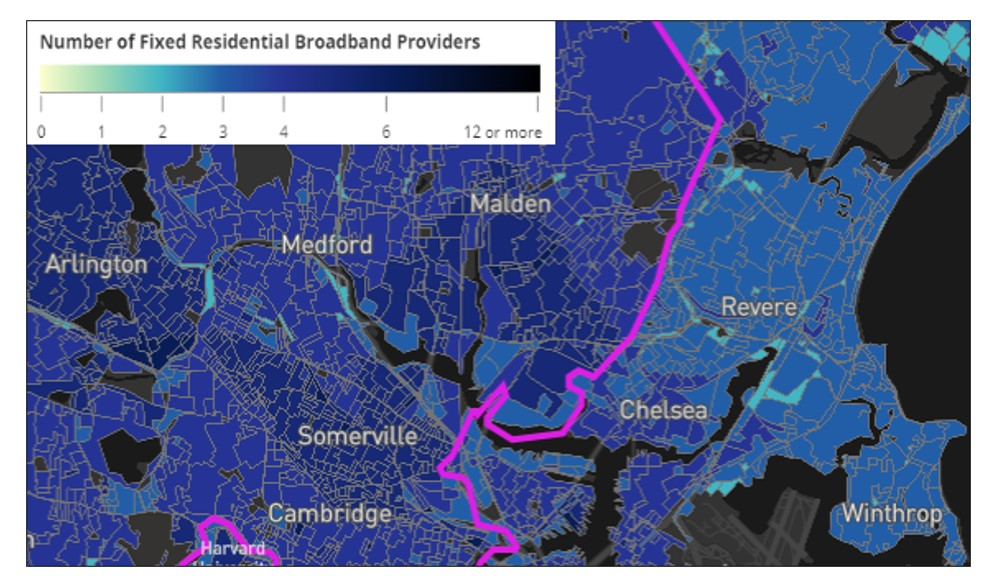 Number of Fixed Residential Broadband Providers
0 1 2 3 4 6 12 or more
Malden
Medford
Arlington
Revere
Chelsea
Somerville
Cambridge
Winthrop
Harvard